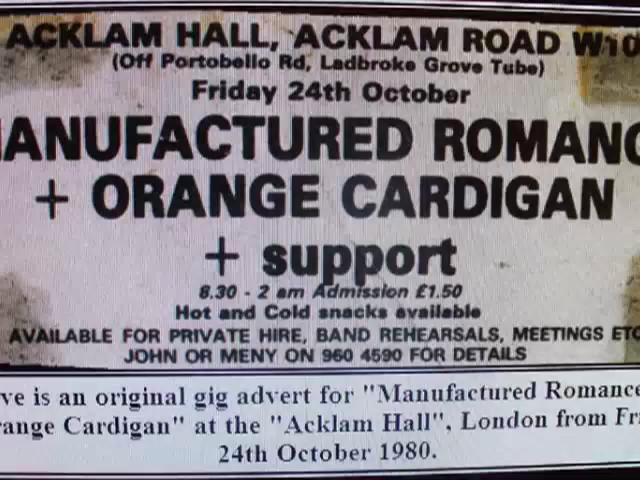 ACKLAM HALL, ACKLAM ROAD W10
(Off Portobello Rd, Ladbroke Grove Tube)
Friday 24th October
MANUFACTURED ROMANC
+ ORANGE CARDIGAN
+ support
8.30 - 2 am Admission £1.50
Hot and Cold snacks available
AVAILABLE FOR PRIVATE HIRE, BAND REHEARSALS, MEETINGS ETC
JOHN OR MENY ON 960 4590 FOR DETAILS
ve is an original gig advert for "Manufactured Romance
range Cardigan" at the "Acklam Hall", London from Fri
24th October 1980.